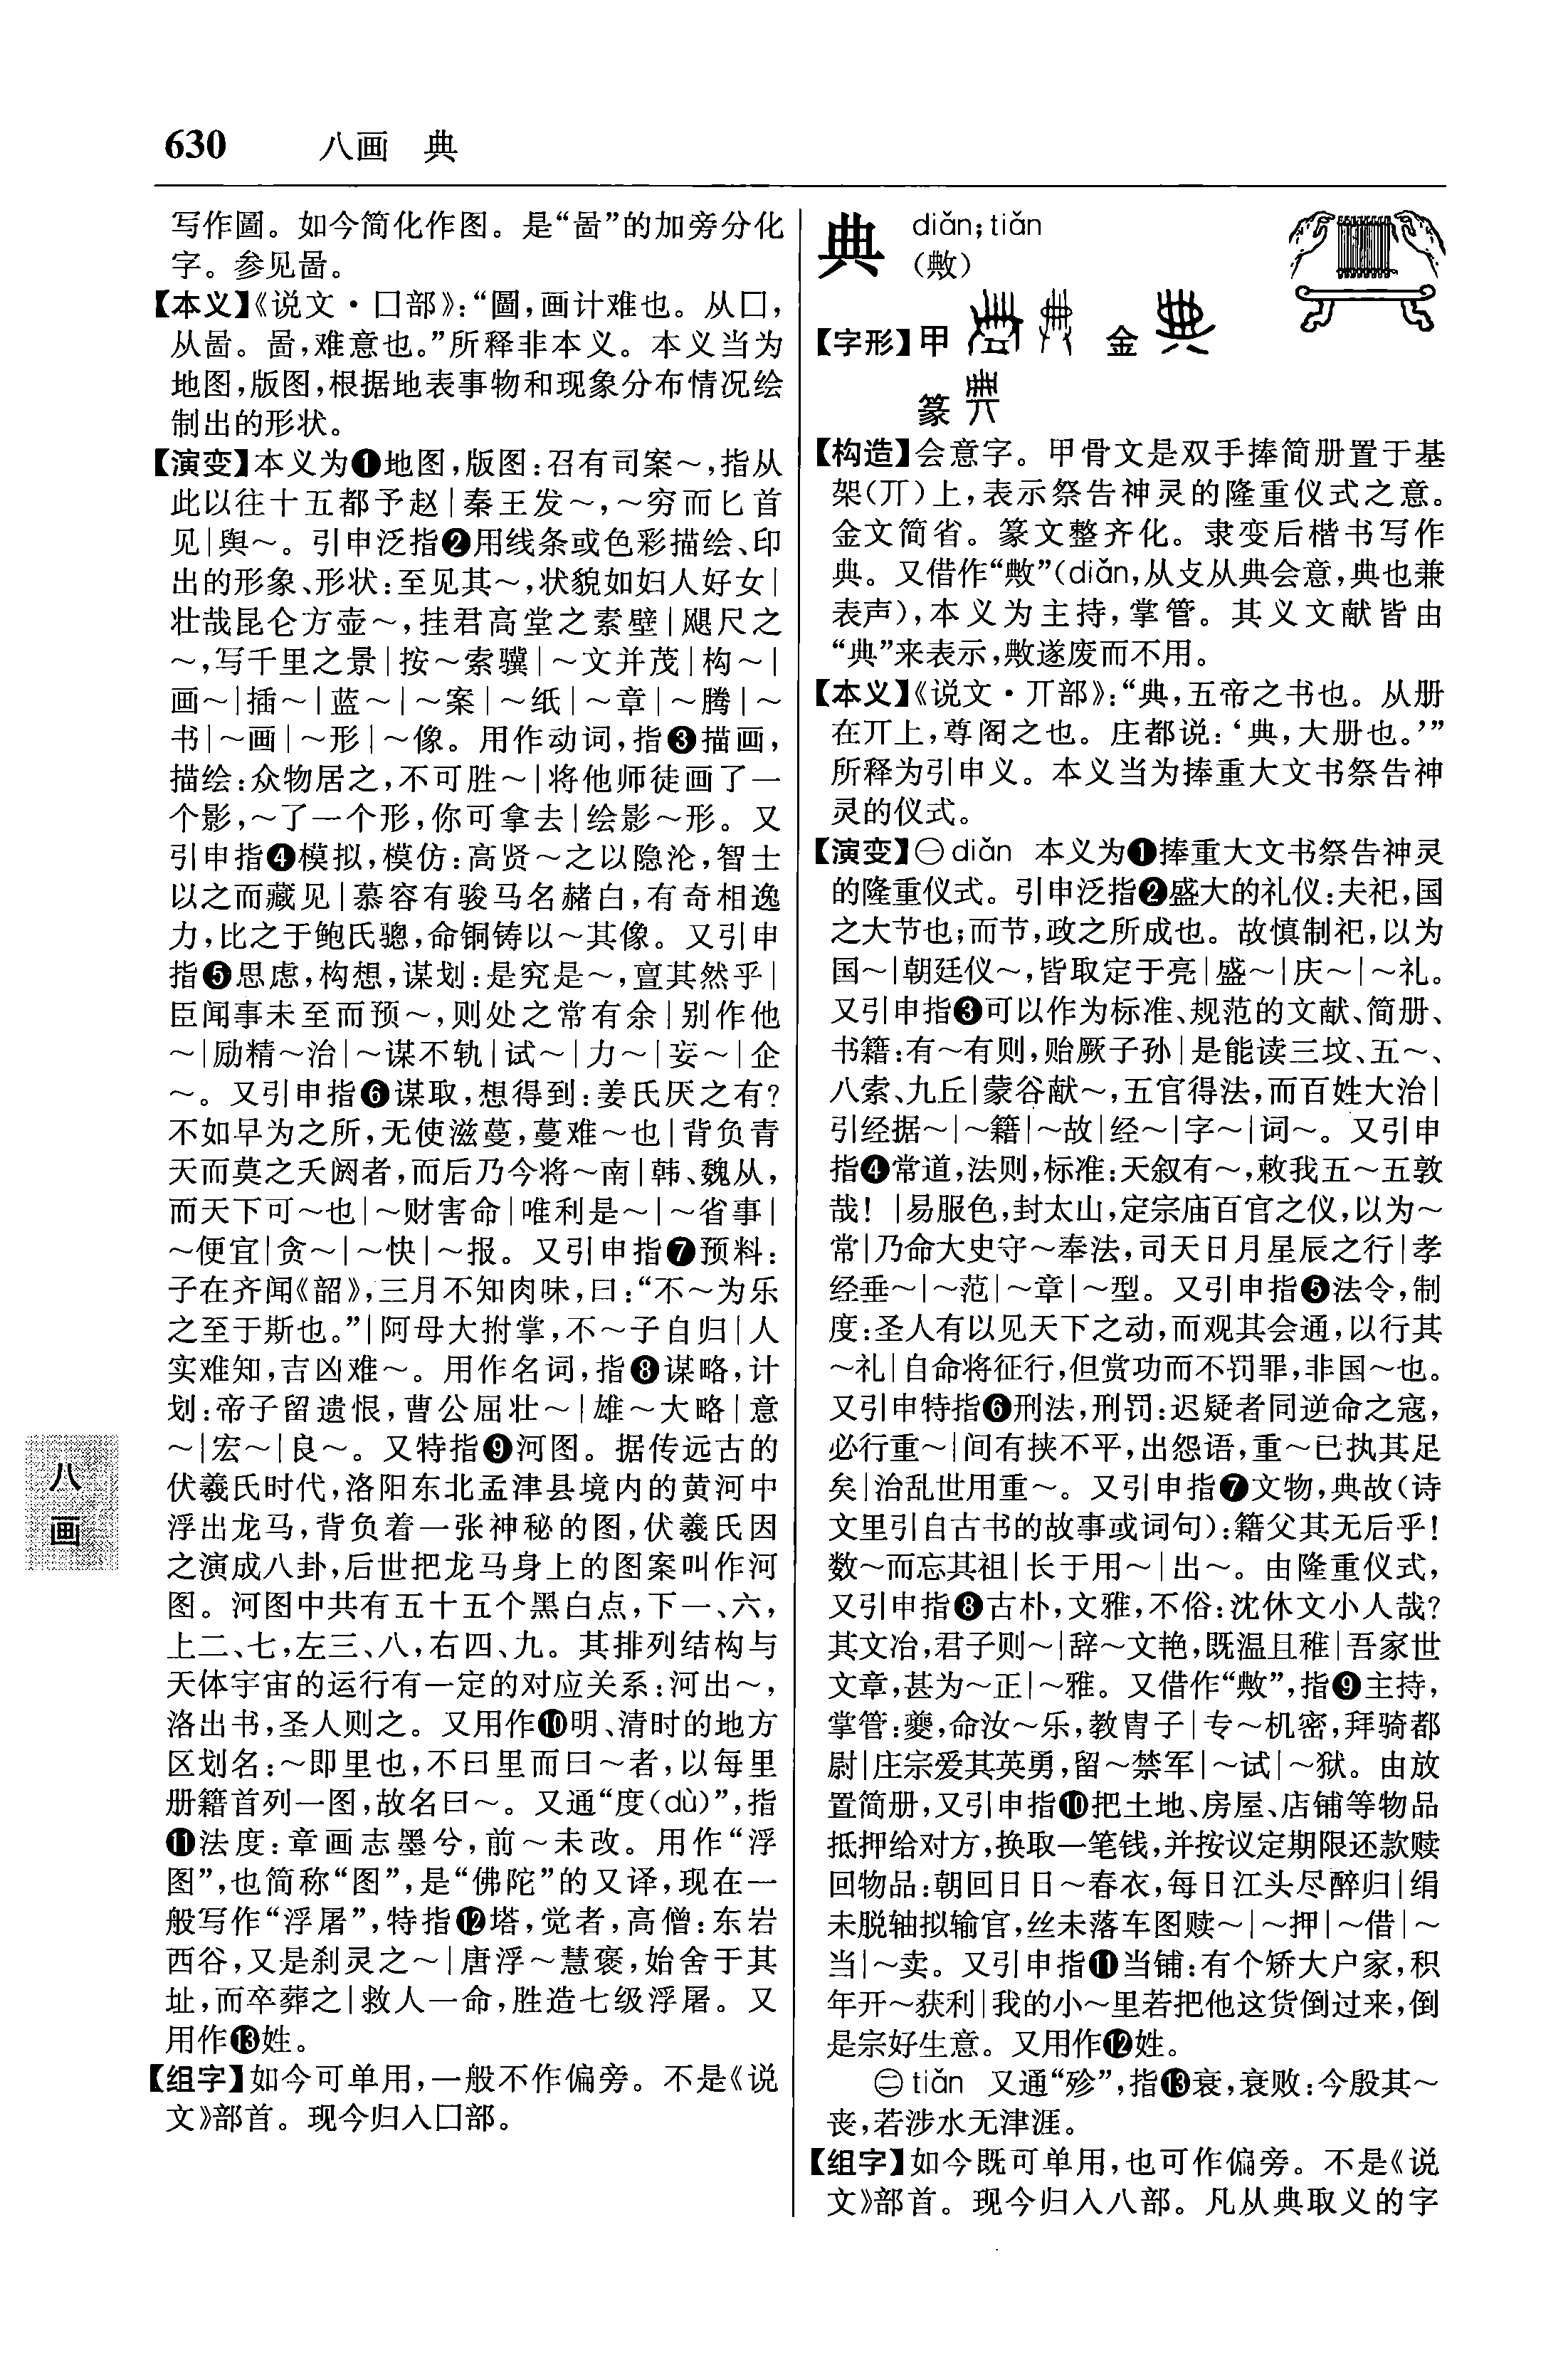 630 八画 典
写作圖。如今简化作图。是“啚”的加旁分化
字。参见啚。
【本义】《说文·囗部》：“圖，画计难也。从囗，
从啚。啚，难意也。”所释非本义。本义当为
地图，版图，根据地表事物和现象分布情况绘
制出的形状。
【演变】本义为❶地图，版图：召有司案～，指从
此以往十五都予赵｜秦王发～，～穷而匕首
见｜舆～。引申泛指❷用线条或色彩描绘、印
出的形象、形状：至见其～，状貌如妇人好女｜
壮哉昆仑方壶～，挂君高堂之素壁｜飓尺之
～，写千里之景｜按～索骥｜～文并茂｜构～｜
画～｜插～｜蓝～｜～案｜～纸｜～章｜～腾｜～
书｜～画｜～形｜～像。用作动词，指❸描画，
描绘：众物居之，不可胜～｜将他师徒画了一
个影，～了一个形，你可拿去｜绘影～形。又
引申指❹模拟，模仿：高贤～之以隐沦，智士
以之而藏见｜慕容有骏马名赭白，有奇相逸
力，比之于鲍氏骢，命铜铸以～其像。又引申
指❺思虑，构想，谋划：是究是～，亶其然乎｜
臣闻事未至而预～，则处之常有余｜别作他
～｜励精～治｜～谋不轨｜试～｜力～｜妄～｜企
～。又引申指❻谋取，想得到：姜氏厌之有？
不如早为之所，无使滋蔓，蔓难～也｜背负青
天而莫之夭阏者，而后乃今将～南｜韩、魏从，
而天下可～也｜～财害命｜唯利是～｜～省事｜
～便宜｜贪～｜～快｜～报。又引申指❼预料：
子在齐闻《韶》，三月不知肉味，曰：“不～为乐
之至于斯也。”｜阿母大拊掌，不～子自归｜人
实难知，吉凶难～。用作名词，指❽谋略，计
划：帝子留遗恨，曹公屈壮～｜雄～大略｜意
～｜宏～｜良～。又特指❾河图。据传远古的
伏羲氏时代，洛阳东北孟津县境内的黄河中
浮出龙马，背负着一张神秘的图，伏羲氏因
之演成八卦，后世把龙马身上的图案叫作河
图。河图中共有五十五个黑白点，下一、六，
上二、七，左三、八，右四、九。其排列结构与
天体宇宙的运行有一定的对应关系：河出～，
洛出书，圣人则之。又用作❿明、清时的地方
区划名：～即里也，不曰里而曰～者，以每里
册籍首列一图，故名曰～。又通“度(dù)”，指
⓫法度：章画志墨兮，前～未改。用作“浮
图”，也简称“图”，是“佛陀”的又译，现在一
般写作“浮屠”，特指⓬塔，觉者，高僧：东岩
西谷，又是刹灵之～｜唐浮～慧褒，始舍于其
址，而卒葬之｜救人一命，胜造七级浮屠。又
用作⓭姓。
【组字】如今可单用，一般不作偏旁。不是《说
文》部首。现今归入囗部。
典 diǎn; tiǎn
（敟）
【字形】甲 金
篆
【构造】会意字。甲骨文是双手捧简册置于基
架（丌）上，表示祭告神灵的隆重仪式之意。
金文简省。篆文整齐化。隶变后楷书写作
典。又借作“敟”（diǎn，从攴从典会意，典也兼
表声），本义为主持，掌管。其义文献皆由
“典”来表示，敟遂废而不用。
【本义】《说文·丌部》：“典，五帝之书也。从册
在丌上，尊阁之也。庄都说：‘典，大册也。’”
所释为引申义。本义当为捧重大文书祭告神
灵的仪式。
【演变】㊀diǎn 本义为❶捧重大文书祭告神灵
的隆重仪式。引申泛指❷盛大的礼仪：夫祀，国
之大节也；而节，政之所成也。故慎制祀，以为
国～｜朝廷仪～，皆取定于亮｜盛～｜庆～｜～礼。
又引申指❸可以作为标准、规范的文献、简册、
书籍：有～有则，贻厥子孙｜是能读三坟、五～、
八索、九丘｜蒙谷献～，五官得法，而百姓大治｜
引经据～｜～籍｜～故｜经～｜字～｜词～。又引申
指❹常道，法则，标准：天叙有～，敕我五～五敦
哉！｜易服色，封太山，定宗庙百官之仪，以为～
常｜乃命大史守～奉法，司天日月星辰之行｜孝
经垂～｜～范｜～章｜～型。又引申指❺法令，制
度：圣人有以见天下之动，而观其会通，以行其
～礼｜自命将征行，但赏功而不罚罪，非国～也。
又引申特指❻刑法，刑罚：迟疑者同逆命之寇，
必行重～｜间有挟不平，出怨语，重～已执其足
矣｜治乱世用重～。又引申指❼文物，典故（诗
文里引自古书的故事或词句）：籍父其无后乎！
数～而忘其祖｜长于用～｜出～。由隆重仪式，
又引申指❽古朴，文雅，不俗：沈休文小人哉？
其文冶，君子则～｜辞～文艳，既温且稚｜吾家世
文章，甚为～正｜～雅。又借作“敟”，指❾主持，
掌管：夔，命汝～乐，教胄子｜专～机密，拜骑都
尉｜庄宗爱其英勇，留～禁军｜～试｜～狱。由放
置简册，又引申指❿把土地、房屋、店铺等物品
抵押给对方，换取一笔钱，并按议定期限还款赎
回物品：朝回日日～春衣，每日江头尽醉归｜绢
未脱轴拟输官，丝未落车图赎～｜～押｜～借｜～
当｜～卖。又引申指⓫当铺：有个矫大户家，积
年开～获利｜我的小～里若把他这货倒过来，倒
是宗好生意。又用作⓬姓。
㊁tiǎn 又通“殄”，指⓭衰，衰败：今殷其～
丧，若涉水无津涯。
【组字】如今既可单用，也可作偏旁。不是《说
文》部首。现今归入八部。凡从典取义的字
八
画